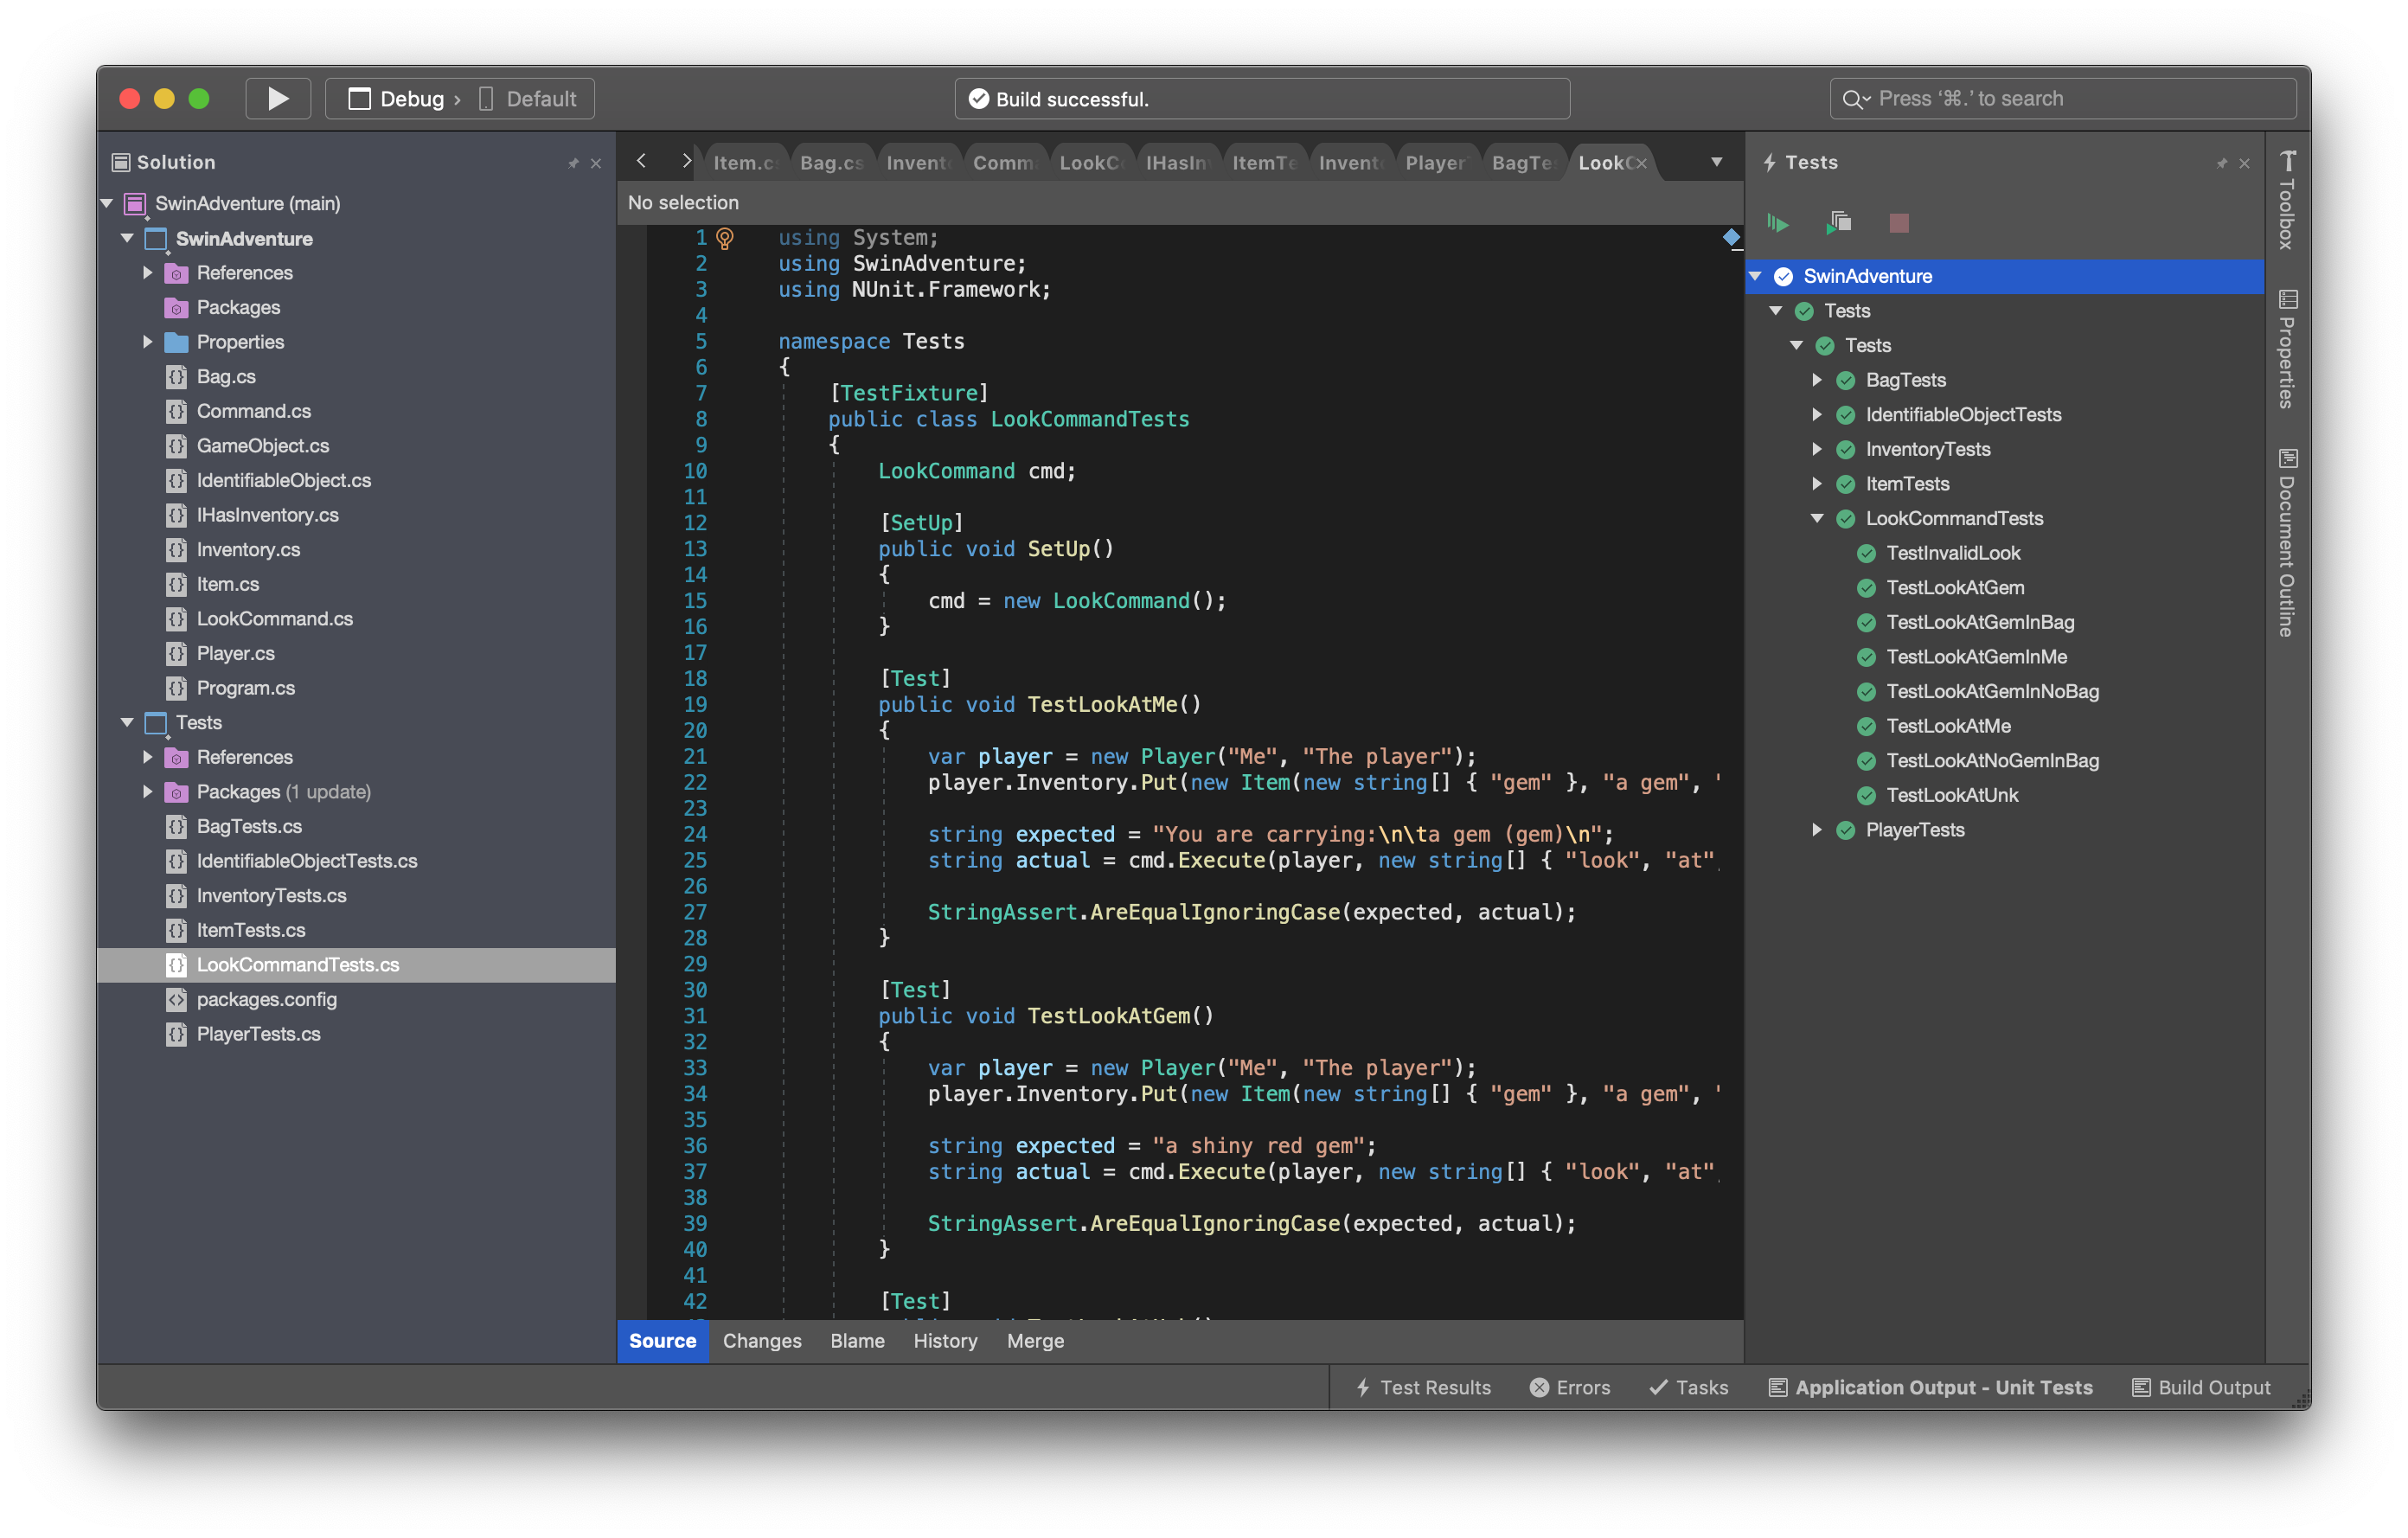 Debug › Default
Build successful.
Press ‘⌘.’ to search
Solution
SwinAdventure (main)
SwinAdventure
References
Packages
Properties
Bag.cs
Command.cs
GameObject.cs
IdentifiableObject.cs
IHasInventory.cs
Inventory.cs
Item.cs
LookCommand.cs
Player.cs
Program.cs
Tests
References
Packages (1 update)
BagTests.cs
IdentifiableObjectTests.cs
InventoryTests.cs
ItemTests.cs
LookCommandTests.cs
packages.config
PlayerTests.cs
Item.c Bag.cs Invent Comm LookC IHasIn ItemTe Invent Player BagTe LookC
No selection
1 using System;
2 using SwinAdventure;
3 using NUnit.Framework;
4
5 namespace Tests
6 {
7 [TestFixture]
8 public class LookCommandTests
9 {
10 LookCommand cmd;
11
12 [SetUp]
13 public void SetUp()
14 {
15 cmd = new LookCommand();
16 }
17
18 [Test]
19 public void TestLookAtMe()
20 {
21 var player = new Player("Me", "The player");
22 player.Inventory.Put(new Item(new string[] { "gem" }, "a gem", "
23
24 string expected = "You are carrying:\n\ta gem (gem)\n";
25 string actual = cmd.Execute(player, new string[] { "look", "at",
26
27 StringAssert.AreEqualIgnoringCase(expected, actual);
28 }
29
30 [Test]
31 public void TestLookAtGem()
32 {
33 var player = new Player("Me", "The player");
34 player.Inventory.Put(new Item(new string[] { "gem" }, "a gem", "
35
36 string expected = "a shiny red gem";
37 string actual = cmd.Execute(player, new string[] { "look", "at",
38
39 StringAssert.AreEqualIgnoringCase(expected, actual);
40 }
41
42 [Test]
Source Changes Blame History Merge
Tests
SwinAdventure
Tests
Tests
BagTests
IdentifiableObjectTests
InventoryTests
ItemTests
LookCommandTests
TestInvalidLook
TestLookAtGem
TestLookAtGemInBag
TestLookAtGemInMe
TestLookAtGemInNoBag
TestLookAtMe
TestLookAtNoGemInBag
TestLookAtUnk
PlayerTests
Toolbox
Properties
Document Outline
Test Results Errors Tasks Application Output - Unit Tests Build Output